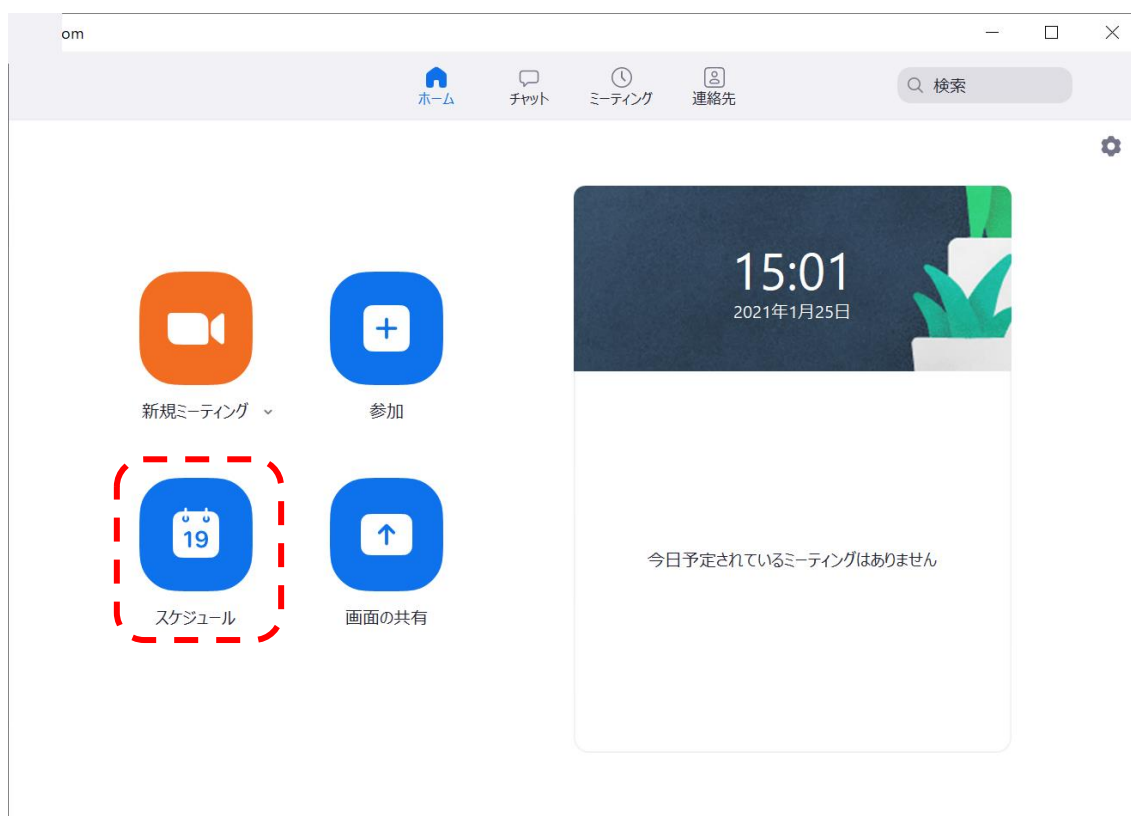 om
ホーム
チャット
ミーティング
連絡先
検索
15:01
2021年1月25日
新規ミーティング
参加
19
スケジュール
画面の共有
今日予定されているミーティングはありません